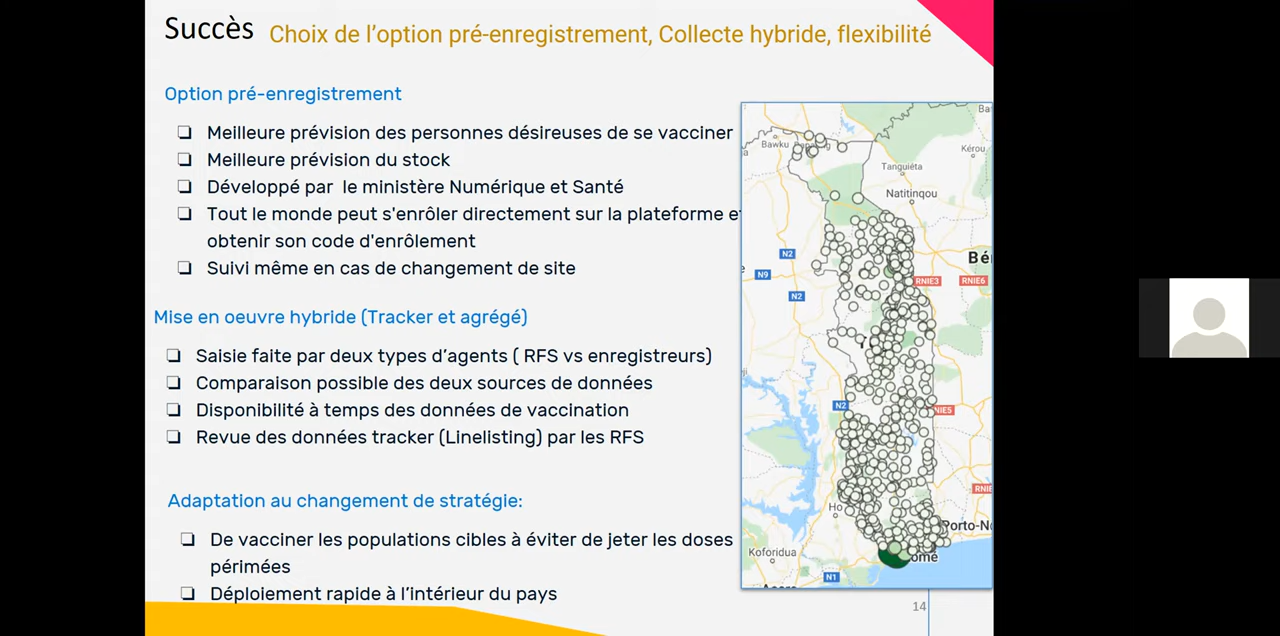 Succès Choix de l’option pré-enregistrement, Collecte hybride, flexibilité
Option pré-enregistrement
❑ Meilleure prévision des personnes désireuses de se vacciner
❑ Meilleure prévision du stock
❑ Développé par le ministère Numérique et Santé
❑ Tout le monde peut s'enrôler directement sur la plateforme et
obtenir son code d'enrôlement
❑ Suivi même en cas de changement de site
Mise en oeuvre hybride (Tracker et agrégé)
❑ Saisie faite par deux types d’agents ( RFS vs enregistreurs)
❑ Comparaison possible des deux sources de données
❑ Disponibilité à temps des données de vaccination
❑ Revue des données tracker (Linelisting) par les RFS
Adaptation au changement de stratégie:
❑ De vacciner les populations cibles à éviter de jeter les doses
périmées
❑ Déploiement rapide à l’intérieur du pays
Bawku
Kérou
Tanguiéta
Natitingou
N2
Bé
N9
RNIE3
RNIE6
N2
N2
NIE5
RNIE
Ho
Porto-No
Koforidua
omé
N1
14